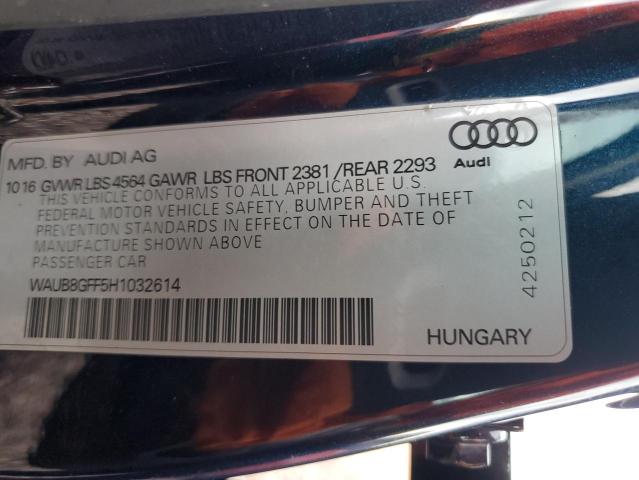 MFD. BY AUDI AG
Audi
10 16 GVWR LBS 4564 GAWR LBS FRONT 2381 /REAR 2293
THIS VEHICLE CONFORMS TO ALL APPLICABLE U.S.
FEDERAL MOTOR VEHICLE SAFETY, BUMPER AND THEFT
PREVENTION STANDARDS IN EFFECT ON THE DATE OF
MANUFACTURE SHOWN ABOVE
PASSENGER CAR
WAUB8GFF5H1032614
4250212
HUNGARY